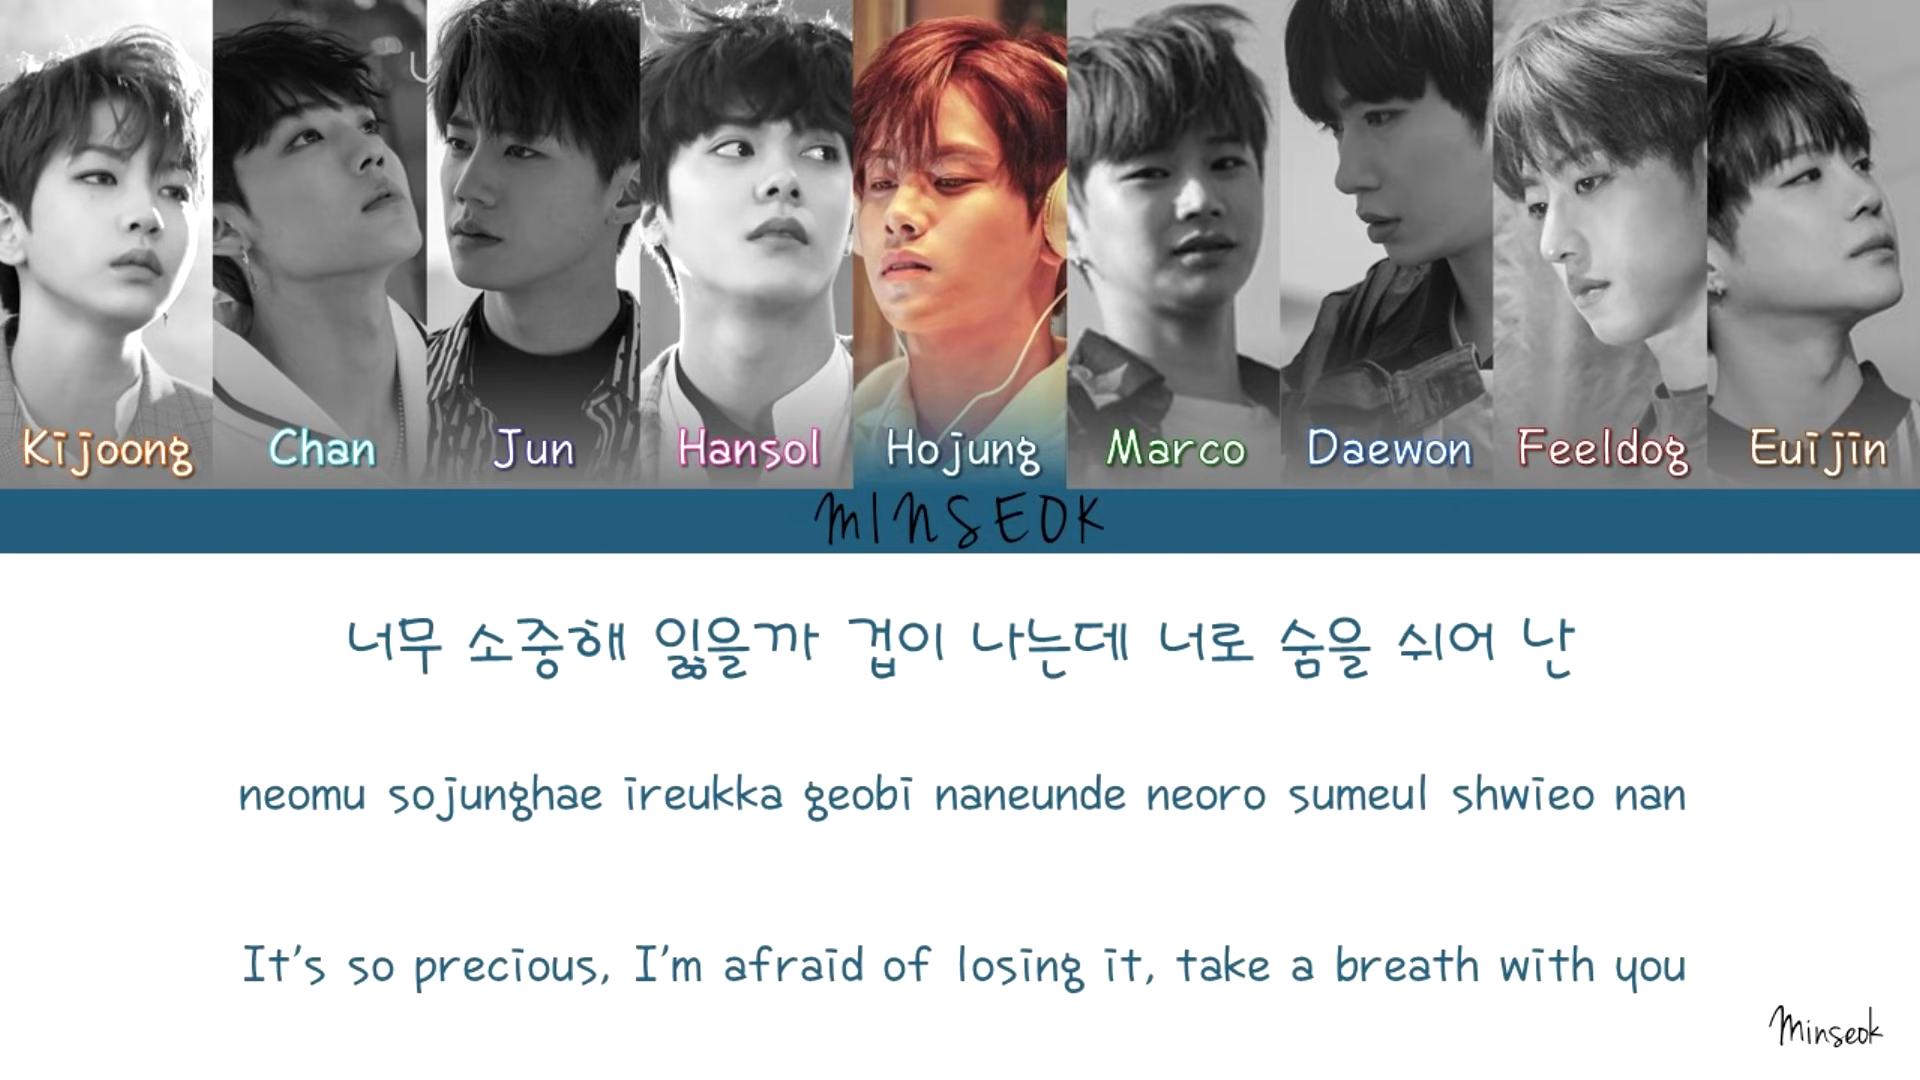 Kijoong Chan Jun Hansol Hojung Marco Daewon Feeldog Euijin
MINSEOK
너무 소중해 잃을까 겁이 나는데 너로 숨을 쉬어 난
neomu sojunghae ireukka geobi naneunde neoro sumeul shwieo nan
It's so precious, I'm afraid of losing it, take a breath with you
Minseok